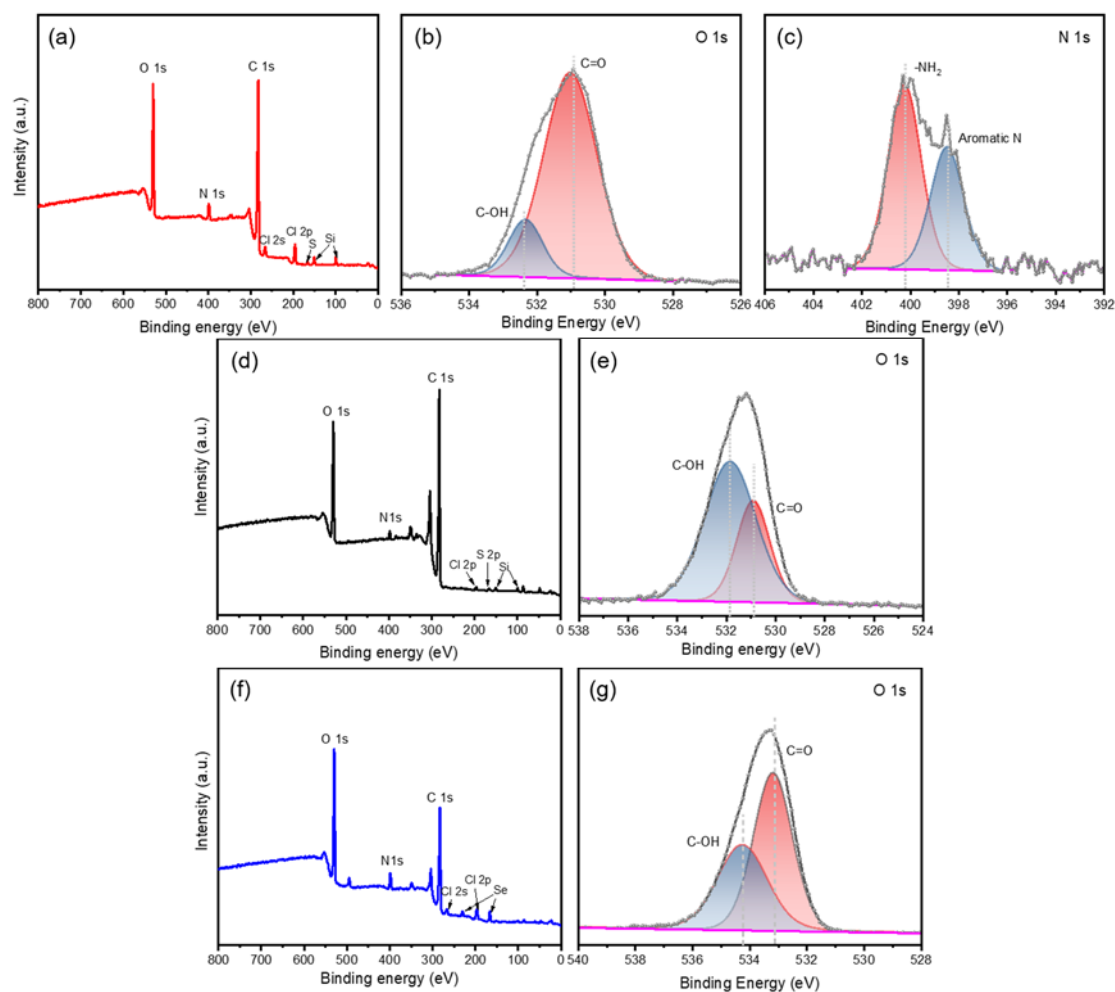 (a)
O 1s
C 1s
N 1s
Cl 2s
Cl 2p
S
Si
Intensity (a.u.)
800 700 600 500 400 300 200 100 0
Binding energy (eV)
(b)
O 1s
C=O
C-OH
536 534 532 530 528 526
Binding Energy (eV)
(c)
N 1s
-NH₂
Aromatic N
406 404 402 400 398 396 394 392
Binding Energy (eV)
(d)
C 1s
O 1s
N1s
Cl 2p
S 2p
Si
Intensity (a.u.)
800 700 600 500 400 300 200 100 0
Binding energy (eV)
(e)
O 1s
C-OH
C=O
538 536 534 532 530 528 526 524
Binding energy (eV)
(f)
O 1s
C 1s
N1s
Cl 2p
Cl 2s
Se
Intensity (a.u.)
800 700 600 500 400 300 200 100 0
Binding energy (eV)
(g)
O 1s
C=O
C-OH
540 538 536 534 532 530 528
Binding Energy (eV)